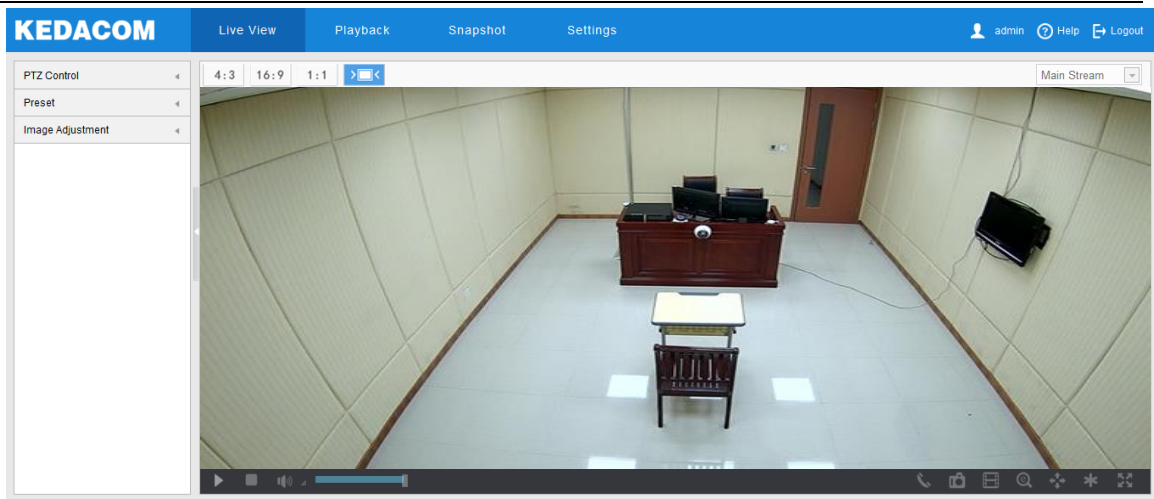 KEDACOM
Live View
Playback
Snapshot
Settings
admin
Help
Logout
PTZ Control
Preset
Image Adjustment
4:3
16:9
1:1
Main Stream